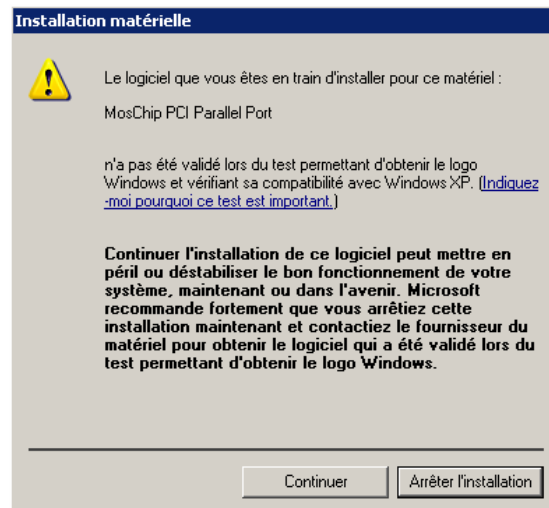 Installation matérielle
Le logiciel que vous êtes en train d'installer pour ce matériel :
MosChip PCI Parallel Port
n'a pas été validé lors du test permettant d'obtenir le logo
Windows et vérifiant sa compatibilité avec Windows XP. (Indiquez
-moi pourquoi ce test est important.)
Continuer l'installation de ce logiciel peut mettre en
péril ou déstabiliser le bon fonctionnement de votre
système, maintenant ou dans l'avenir. Microsoft
recommande fortement que vous arrêtiez cette
installation maintenant et contactiez le fournisseur du
matériel pour obtenir le logiciel qui a été validé lors du
test permettant d'obtenir le logo Windows.
Continuer
Arrêter l'installation